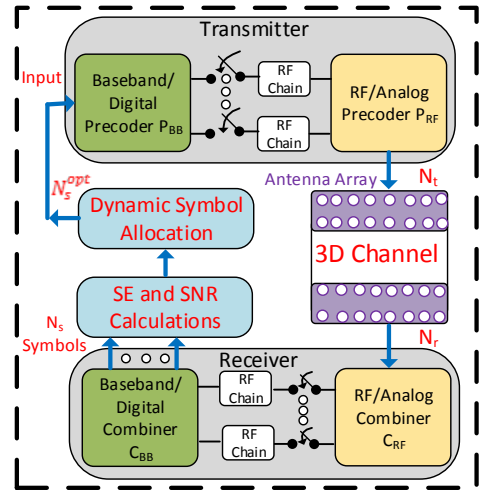 Transmitter
Input
Baseband/
Digital
Precoder P_BB
RF
Chain
RF
Chain
RF/Analog
Precoder P_RF
N_s^opt
Antenna Array
N_t
Dynamic Symbol
Allocation
3D Channel
SE and SNR
Calculations
N_s
Symbols
N_r
Receiver
Baseband/
Digital
Combiner
C_BB
RF
Chain
RF
Chain
RF/Analog
Combiner
C_RF